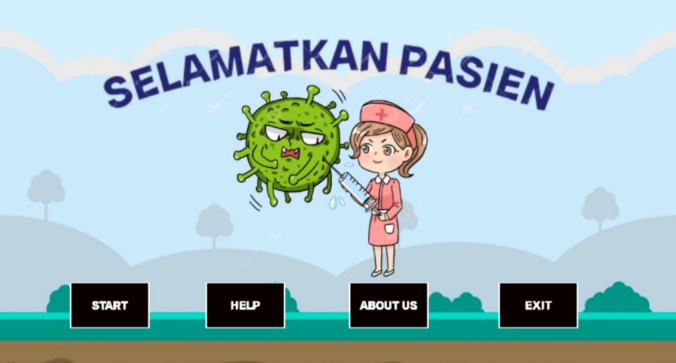 SELAMATKAN PASIEN
START
HELP
ABOUT US
EXIT